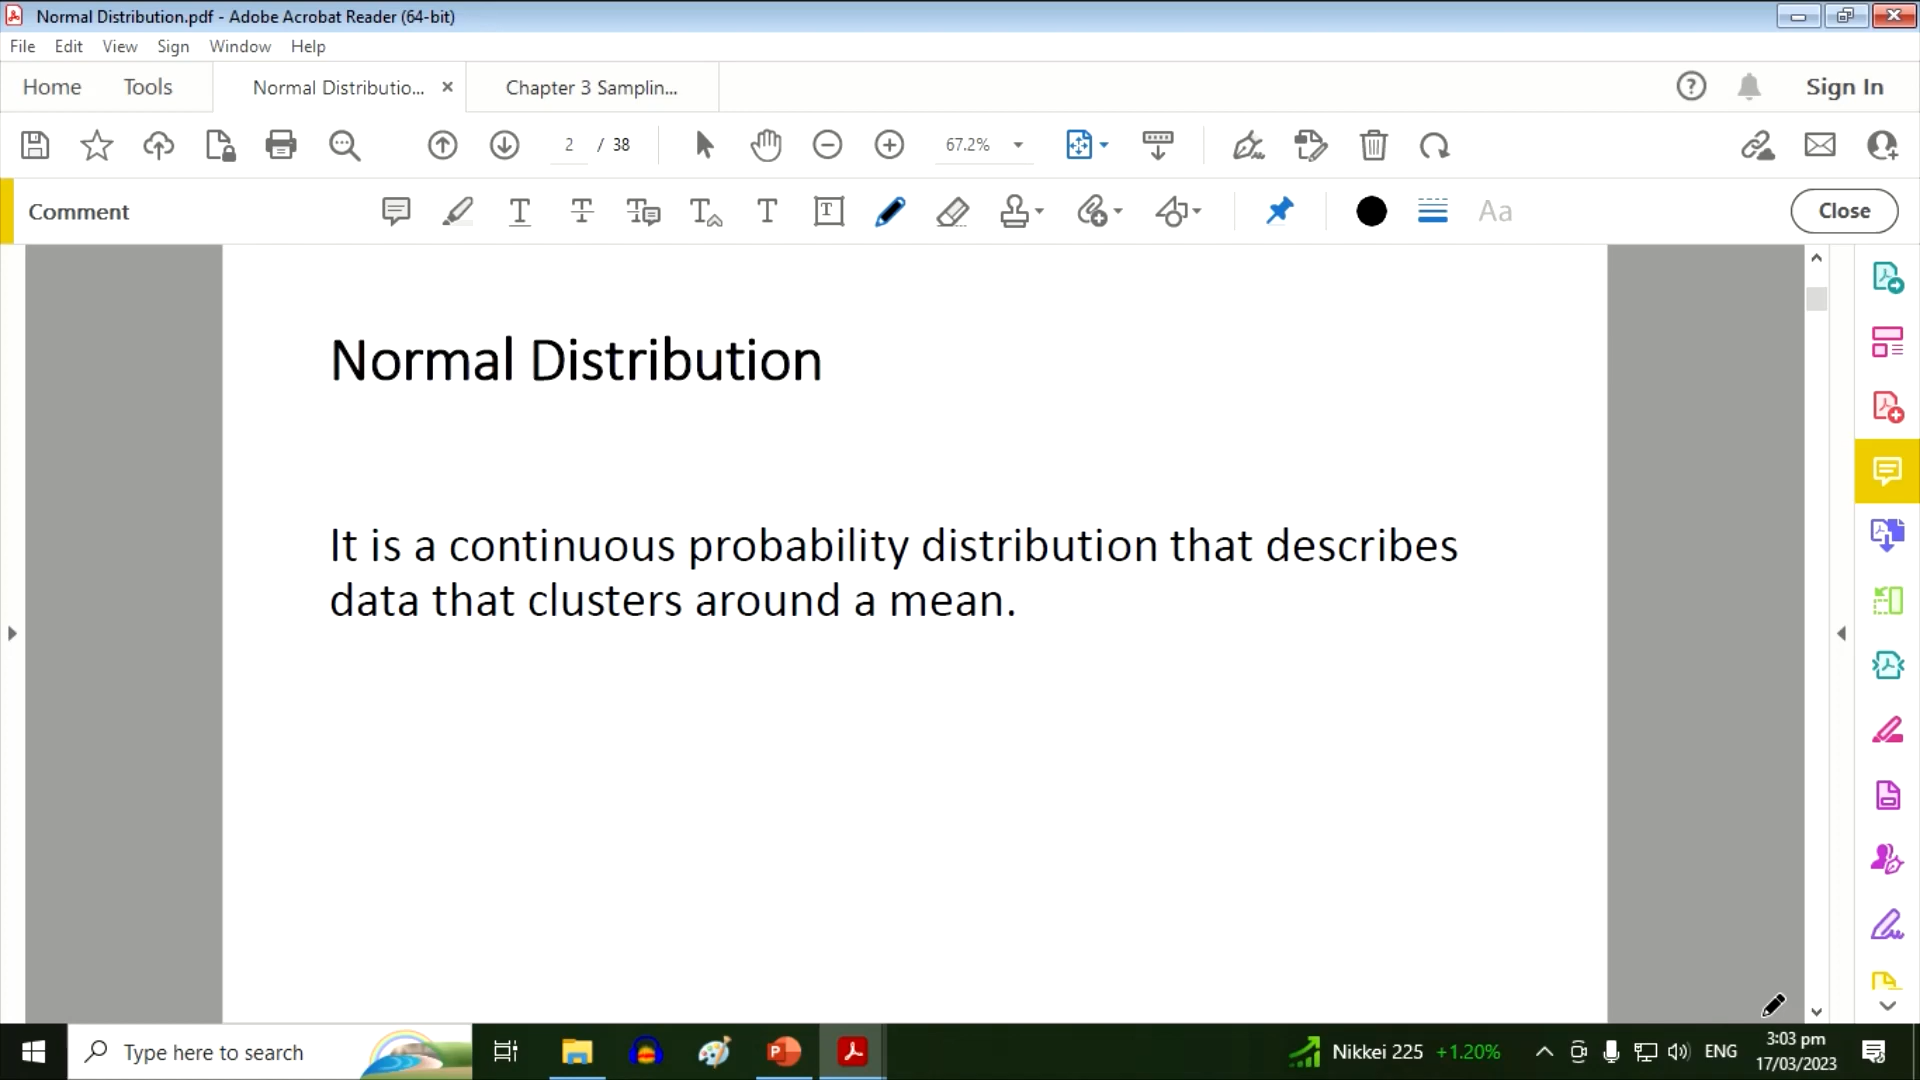 Normal Distribution.pdf - Adobe Acrobat Reader (64-bit)
File Edit View Sign Window Help
Home Tools Normal Distributio... Chapter 3 Samplin... Sign In
2 / 38 67.2%
Comment Aa Close
Normal Distribution
It is a continuous probability distribution that describes
data that clusters around a mean.
Type here to search Nikkei 225 +1.20% ENG 3:03 pm
17/03/2023